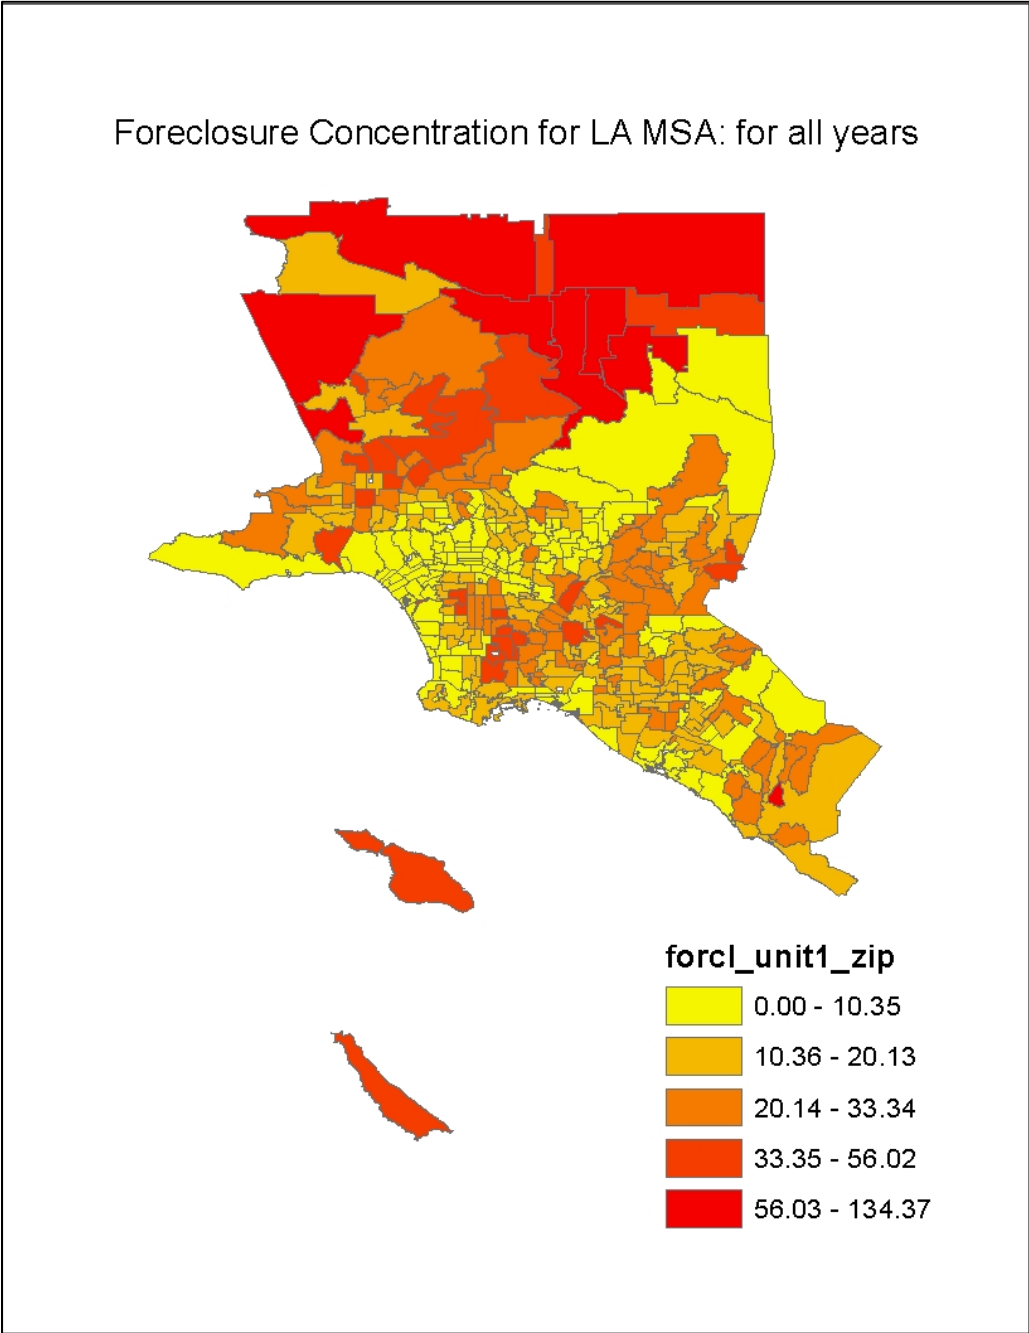 Foreclosure Concentration for LA MSA: for all years
forcl_unit1_zip
0.00 - 10.35
10.36 - 20.13
20.14 - 33.34
33.35 - 56.02
56.03 - 134.37